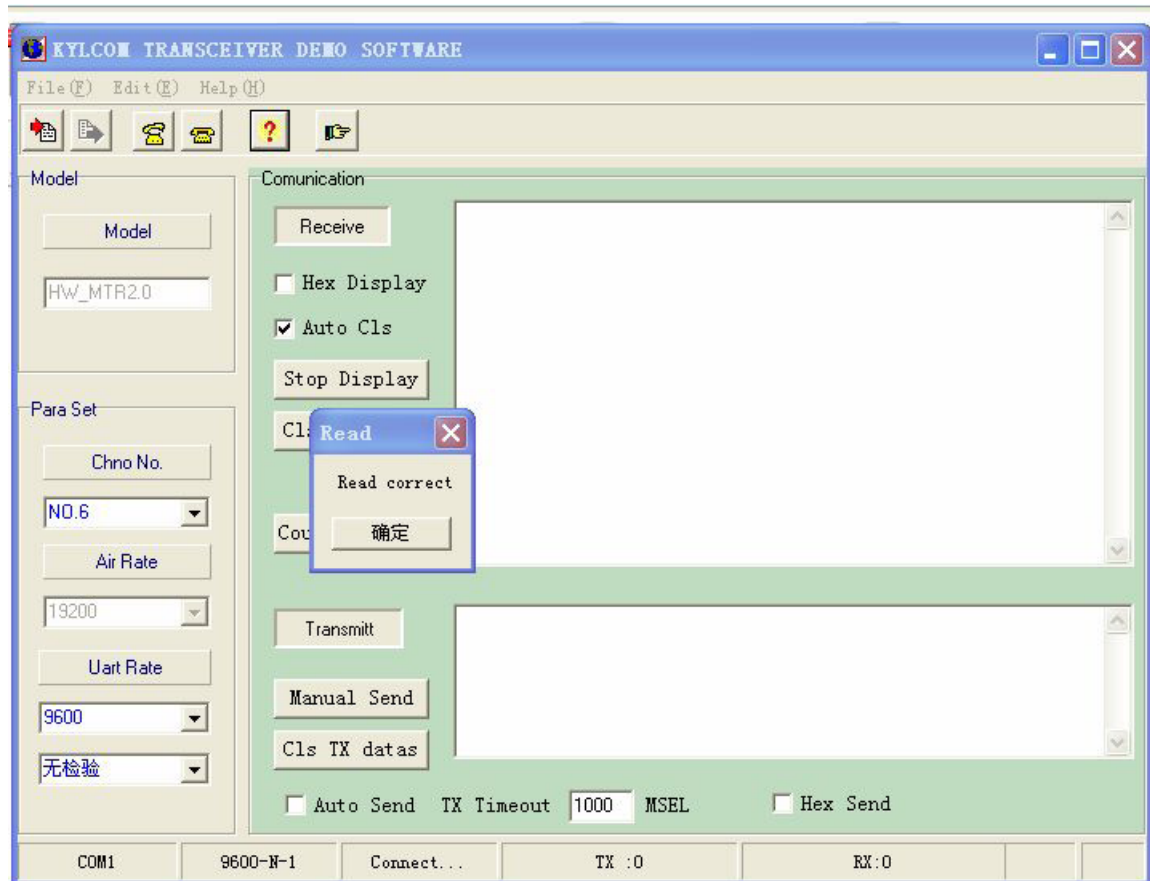 KYLCOM TRANSCEIVER DEMO SOFTWARE
File(F) Edit(E) Help(H)
?
Model
Model
HW_MTR2.0
Para Set
Chno No.
NO.6
Air Rate
19200
Uart Rate
9600
无检验
Comunication
Receive
Hex Display
Auto Cls
Stop Display
Read
Read correct
确定
Transmitt
Manual Send
Cls TX datas
Auto Send TX Timeout 1000 MSEL Hex Send
COM1 9600-N-1 Connect... TX :0 RX:0